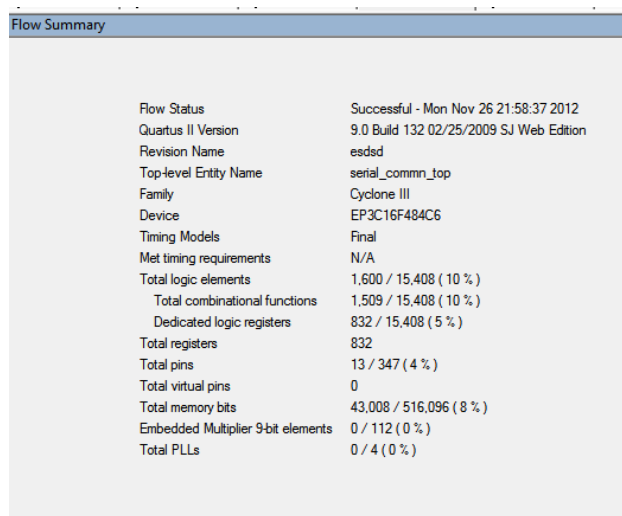 Flow Summary
Flow Status Successful - Mon Nov 26 21:58:37 2012
Quartus II Version 9.0 Build 132 02/25/2009 SJ Web Edition
Revision Name esdsd
Top-level Entity Name serial_commn_top
Family Cyclone III
Device EP3C16F484C6
Timing Models Final
Met timing requirements N/A
Total logic elements 1,600 / 15,408 ( 10 % )
Total combinational functions 1,509 / 15,408 ( 10 % )
Dedicated logic registers 832 / 15,408 ( 5 % )
Total registers 832
Total pins 13 / 347 ( 4 % )
Total virtual pins 0
Total memory bits 43,008 / 516,096 ( 8 % )
Embedded Multiplier 9-bit elements 0 / 112 ( 0 % )
Total PLLs 0 / 4 ( 0 % )